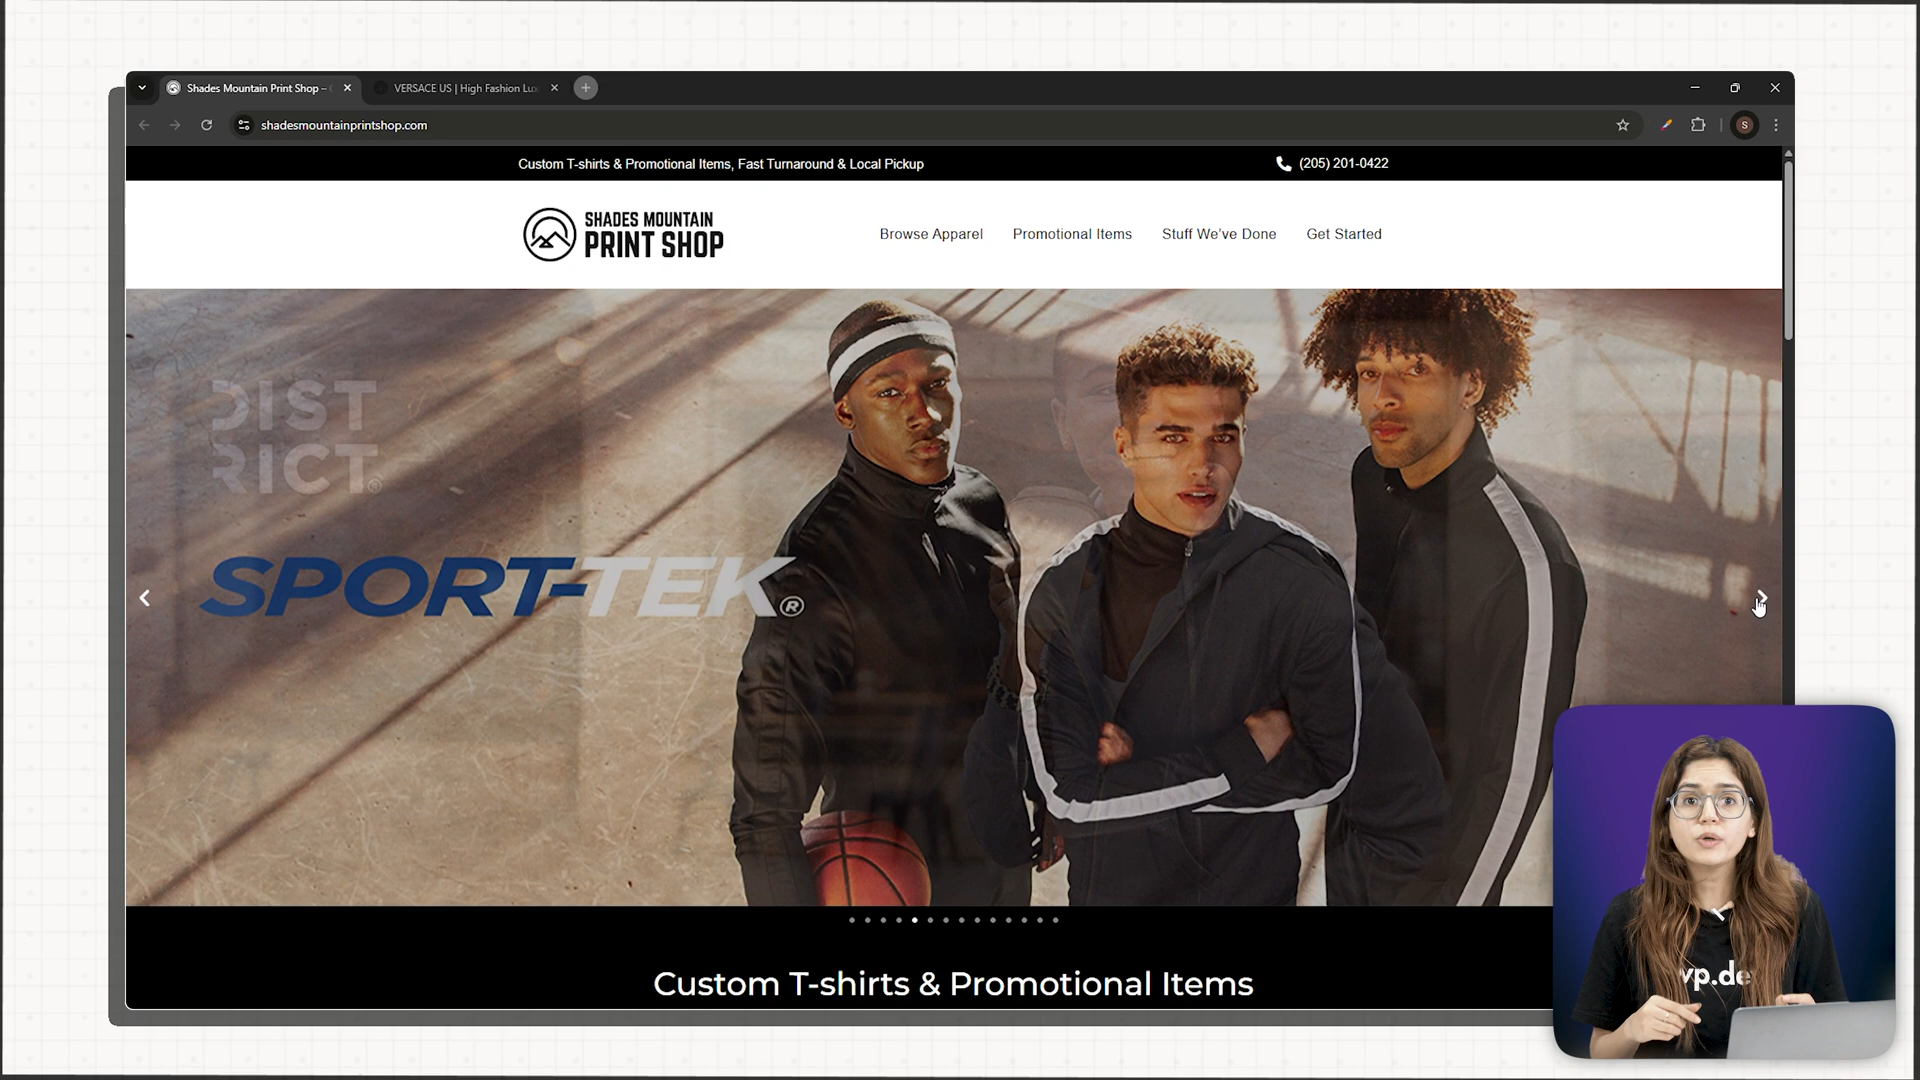 Shades Mountain Print Shop –
VERSACE US | High Fashion Lux
shadesmountainprintshop.com
S
Custom T-shirts & Promotional Items, Fast Turnaround & Local Pickup
(205) 201-0422
SHADES MOUNTAIN
PRINT SHOP
Browse Apparel
Promotional Items
Stuff We've Done
Get Started
DIST
RICT®
SPORT-TEK®
Custom T-shirts & Promotional Items